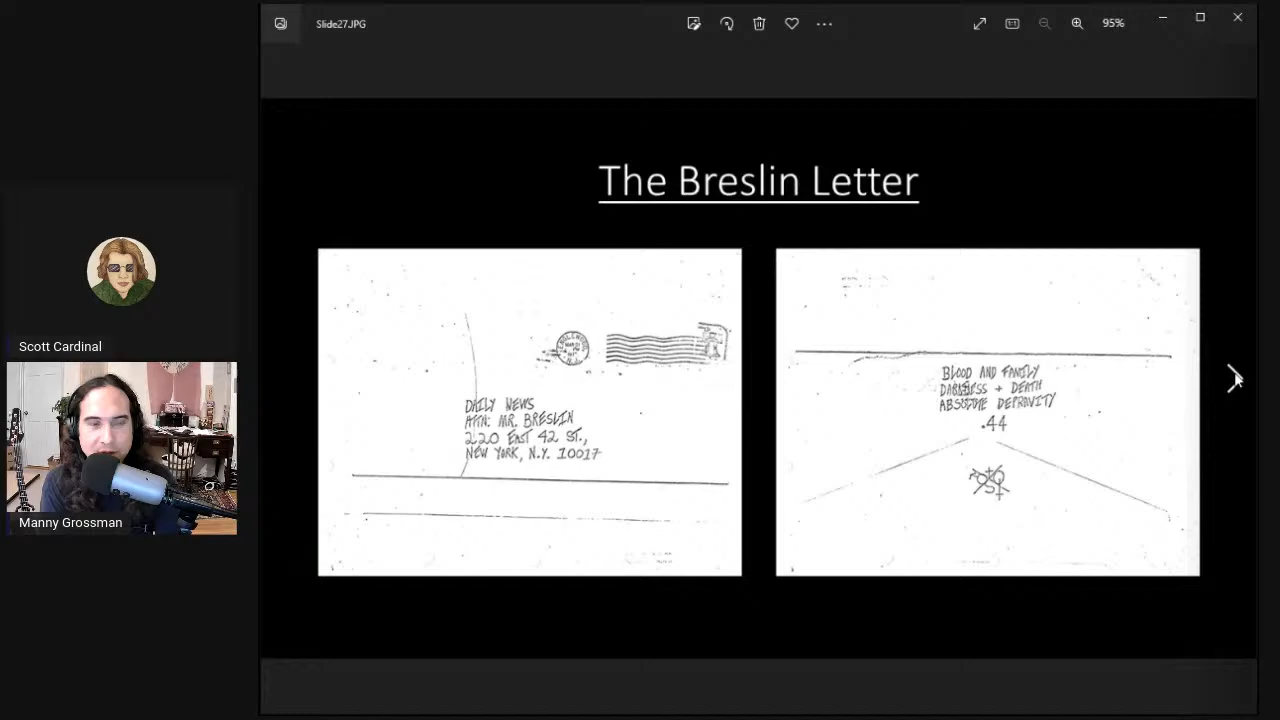 Slide27.JPG
95%
The Breslin Letter
DAILY NEWS
ATTN: MR. BRESLIN
220 EAST 42 ST.,
NEW YORK, N.Y. 10017
BLOOD AND FAMILY
DARKNESS + DEATH
ABSOLUTE DEPRAVITY
.44
Scott Cardinal
Manny Grossman